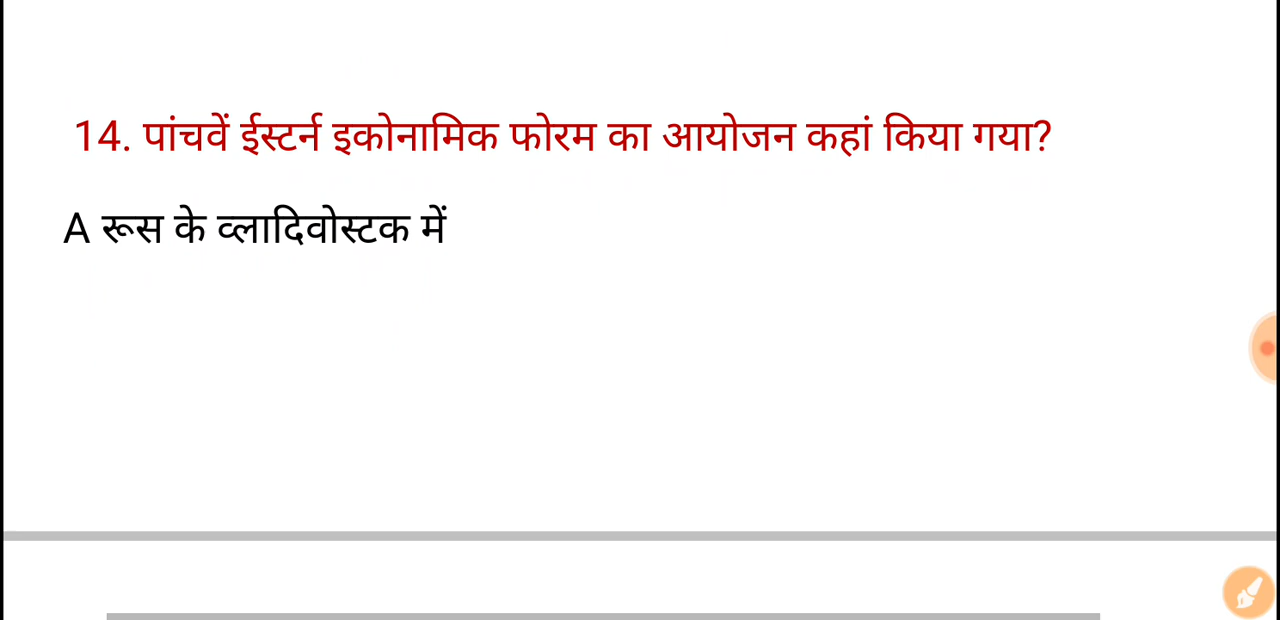 14. पांचवें ईस्टर्न इकोनामिक फोरम का आयोजन कहां किया गया?
A रूस के व्लादिवोस्टक में